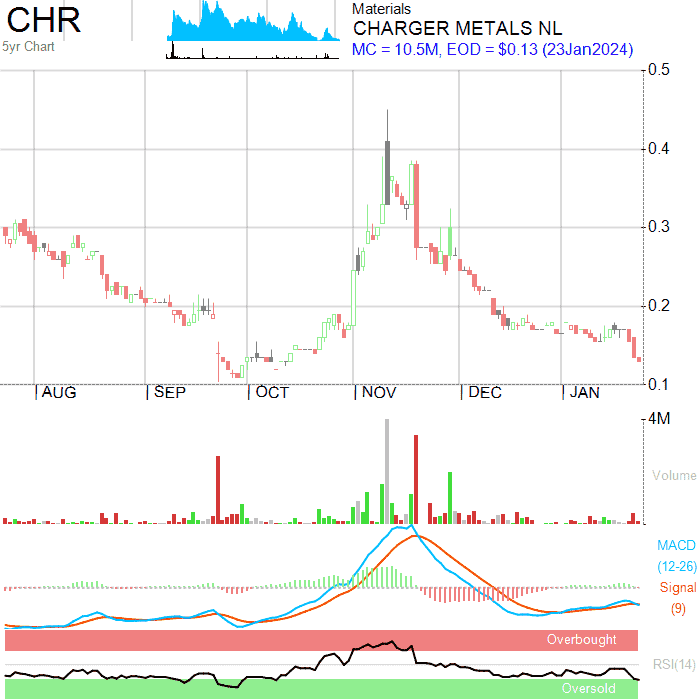 CHR
5yr Chart
Materials
CHARGER METALS NL
MC = 10.5M, EOD = $0.13 (23Jan2024)
0.5
0.4
0.3
0.2
0.1
AUG SEP OCT NOV DEC JAN
4M
Volume
MACD
(12-26)
Signal
(9)
Overbought
RSI(14)
Oversold